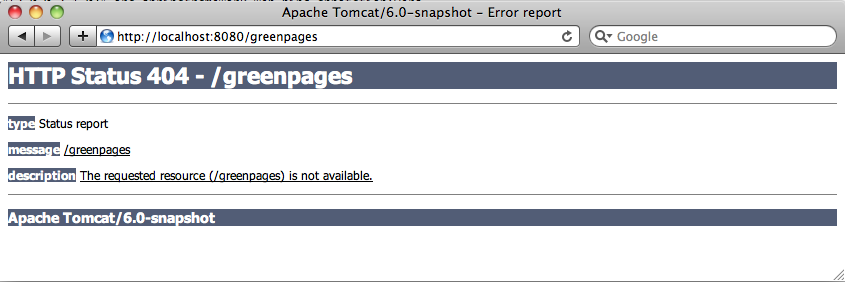 Apache Tomcat/6.0-snapshot – Error report
http://localhost:8080/greenpages
Google
HTTP Status 404 - /greenpages
type Status report
message /greenpages
description The requested resource (/greenpages) is not available.
Apache Tomcat/6.0-snapshot